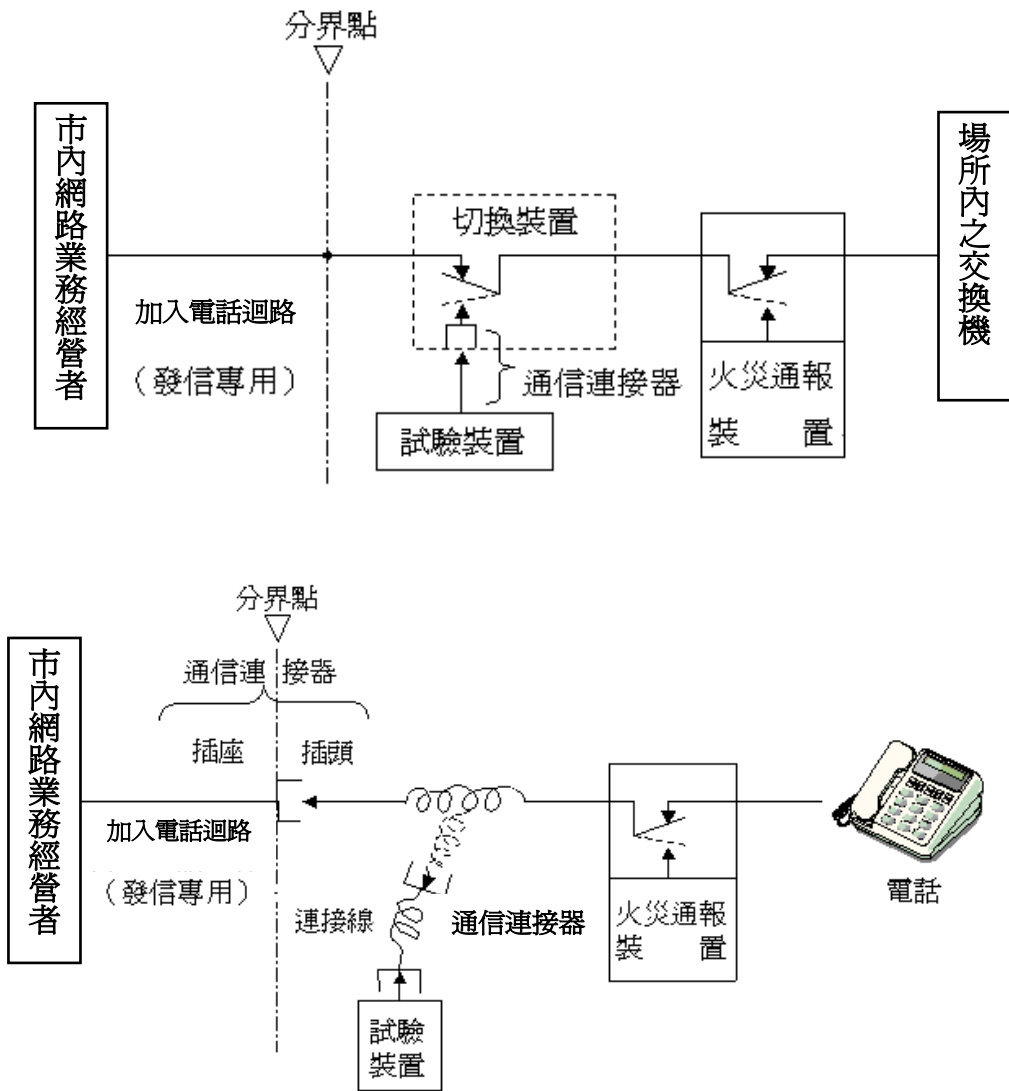 分界點
市內網路業務經營者
場所內之交換機
切換裝置
加入電話迴路
（發信專用）
通信連接器
試驗裝置
火災通報
裝置
分界點
市內網路業務經營者
通信連接器
插座 插頭
加入電話迴路
（發信專用）
連接線
通信連接器
火災通報
裝置
電話
試驗
裝置